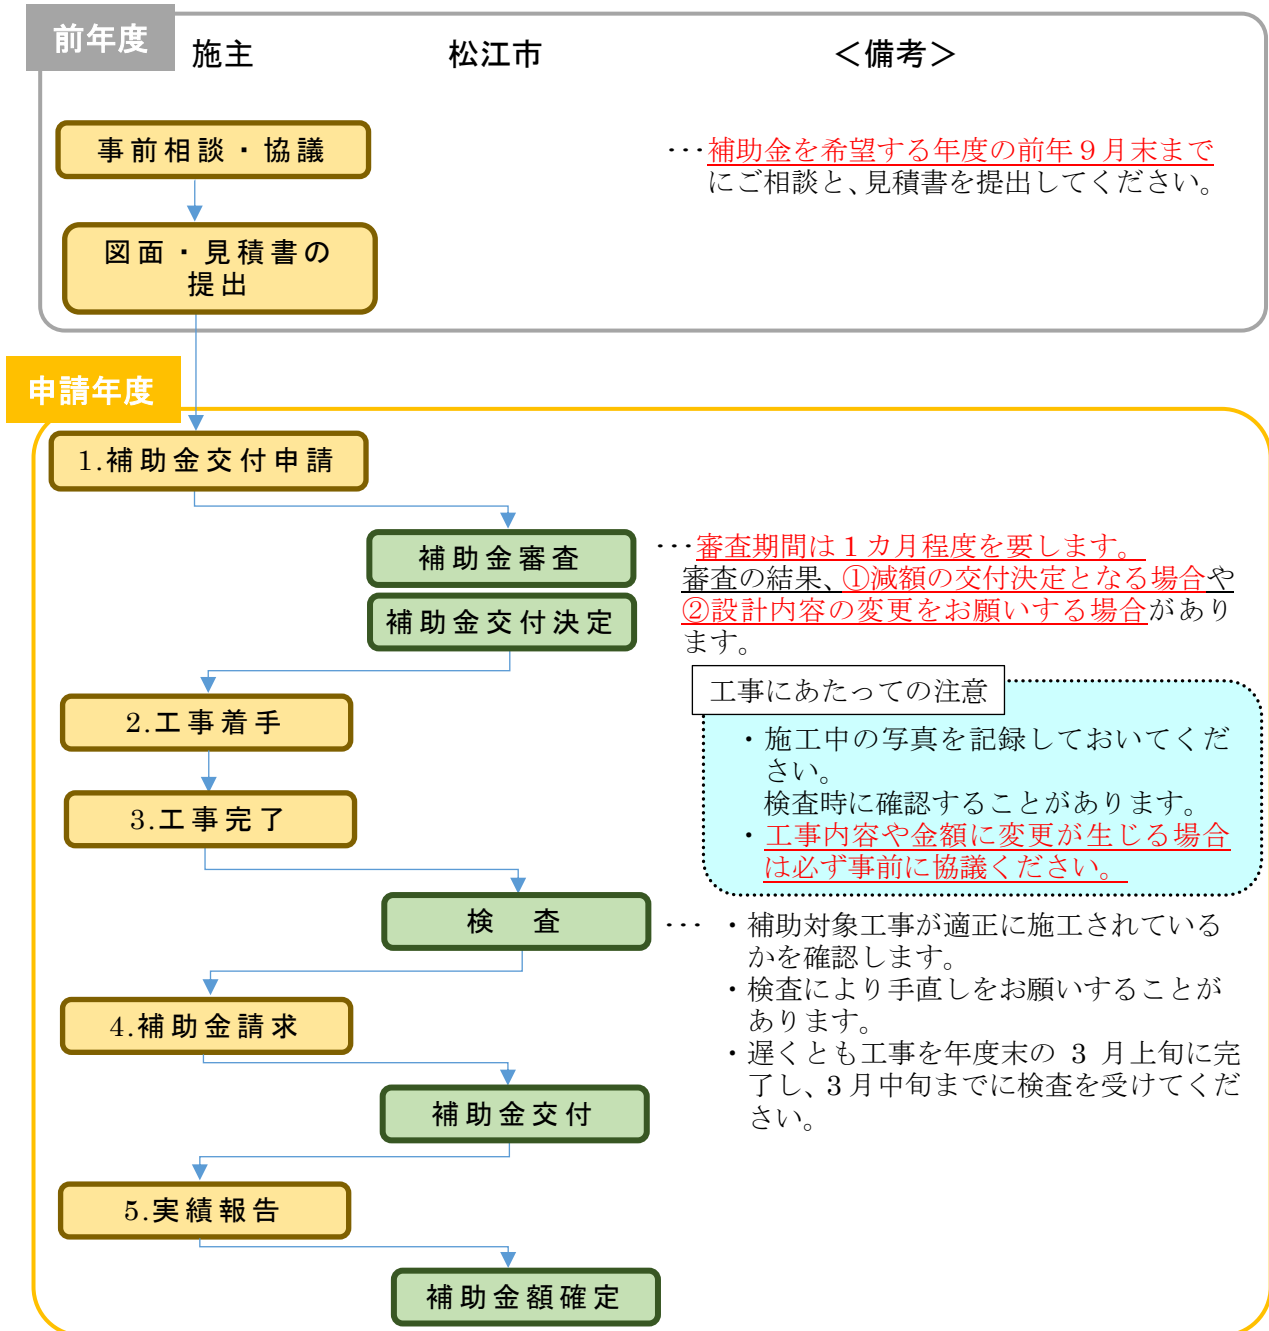 前年度
施主 松江市 ＜備考＞
事前相談・協議
･･･補助金を希望する年度の前年９月末まで
にご相談と、見積書を提出してください。
図面・見積書の
提出
申請年度
1.補助金交付申請
補助金審査
･･･審査期間は１カ月程度を要します。
審査の結果、①減額の交付決定となる場合や
②設計内容の変更をお願いする場合があり
ます。
補助金交付決定
工事にあたっての注意
・施工中の写真を記録しておいてくだ
さい。
検査時に確認することがあります。
・工事内容や金額に変更が生じる場合
は必ず事前に協議ください。
2.工事着手
3.工事完了
検　査
･･･ ・補助対象工事が適正に施工されている
かを確認します。
・検査により手直しをお願いすることが
あります。
・遅くとも工事を年度末の 3 月上旬に完
了し、3月中旬までに検査を受けてくだ
さい。
4.補助金請求
補助金交付
5.実績報告
補助金額確定